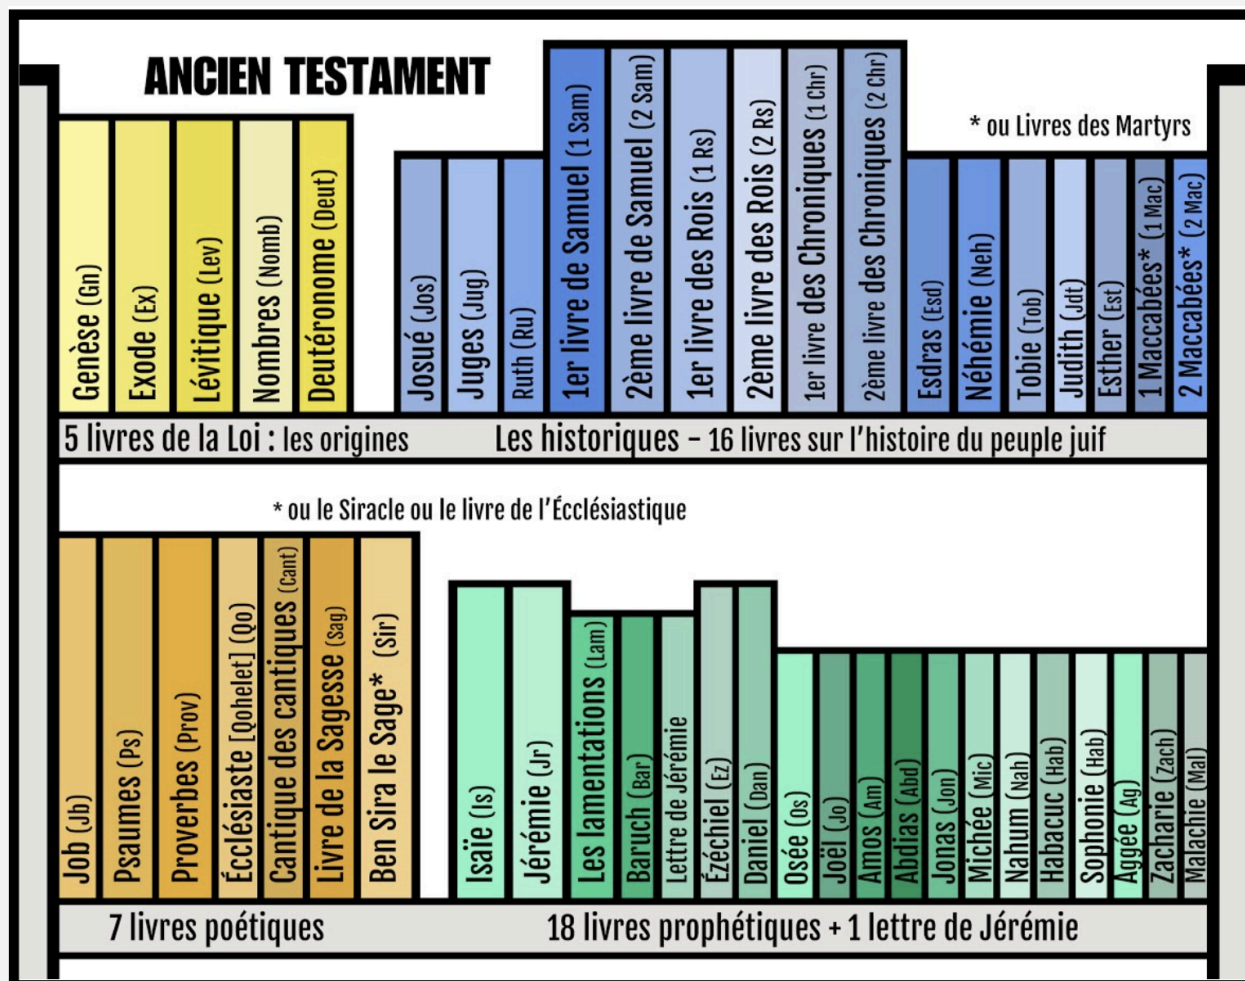 ANCIEN TESTAMENT
* ou Livres des Martyrs
Genèse (Gn)
Exode (Ex)
Lévitique (Lev)
Nombres (Nomb)
Deutéronome (Deut)
Josué (Jos)
Juges (Jug)
Ruth (Ru)
1er livre de Samuel (1 Sam)
2ème livre de Samuel (2 Sam)
1er livre des Rois (1 Rs)
2ème livre des Rois (2 Rs)
1er livre des Chroniques (1 Chr)
2ème livre des Chroniques (2 Chr)
Esdras (Esd)
Néhémie (Neh)
Tobie (Tob)
Judith (Jdt)
Esther (Est)
1 Maccabées* (1 Mac)
2 Maccabées* (2 Mac)
5 livres de la Loi : les origines
Les historiques – 16 livres sur l'histoire du peuple juif
* ou le Siracle ou le livre de l'Écclésiastique
Job (Jb)
Psaumes (Ps)
Proverbes (Prov)
Écclésiaste [Qohelet] (Qo)
Cantique des cantiques (Cant)
Livre de la Sagesse (Sag)
Ben Sira le Sage* (Sir)
Isaïe (Is)
Jérémie (Jr)
Les lamentations (Lam)
Baruch (Bar)
Lettre de Jérémie
Ézéchiel (Ez)
Daniel (Dan)
Osée (Os)
Joël (Jo)
Amos (Am)
Abdias (Abd)
Jonas (Jon)
Michée (Mic)
Nahum (Nah)
Habacuc (Hab)
Sophonie (Hab)
Aggée (Ag)
Zacharie (Zach)
Malachie (Mal)
7 livres poétiques
18 livres prophétiques + 1 lettre de Jérémie